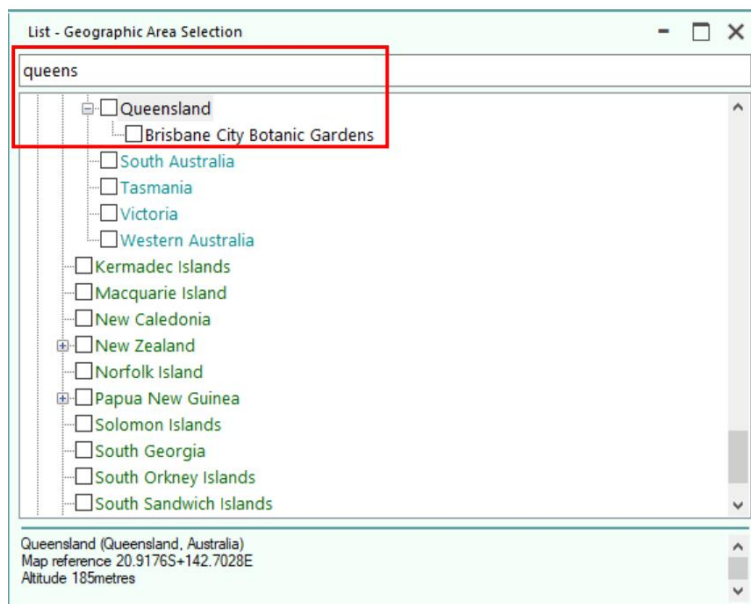 List - Geographic Area Selection
queens
Queensland
Brisbane City Botanic Gardens
South Australia
Tasmania
Victoria
Western Australia
Kermadec Islands
Macquarie Island
New Caledonia
New Zealand
Norfolk Island
Papua New Guinea
Solomon Islands
South Georgia
South Orkney Islands
South Sandwich Islands
Queensland (Queensland, Australia)
Map reference 20.9176S+142.7028E
Altitude 185metres